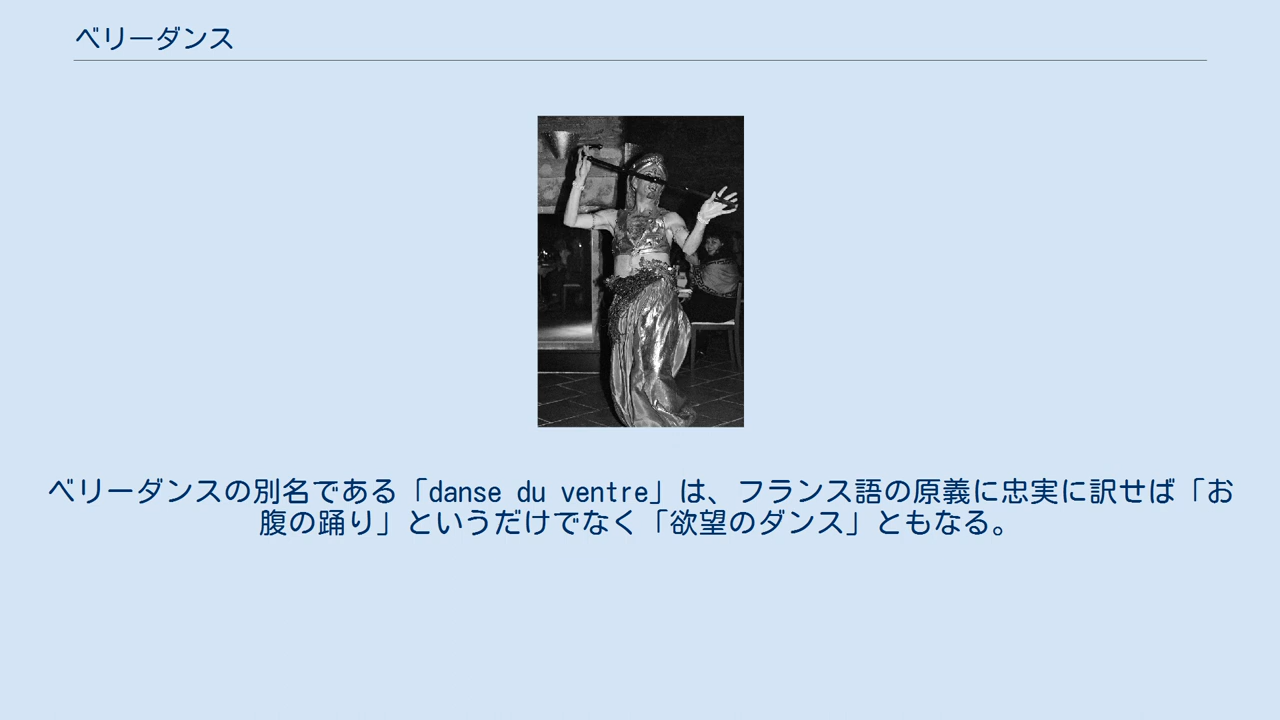 ベリーダンス
ベリーダンスの別名である「danse du ventre」は、フランス語の原義に忠実に訳せば「お
腹の踊り」というだけでなく「欲望のダンス」ともなる。